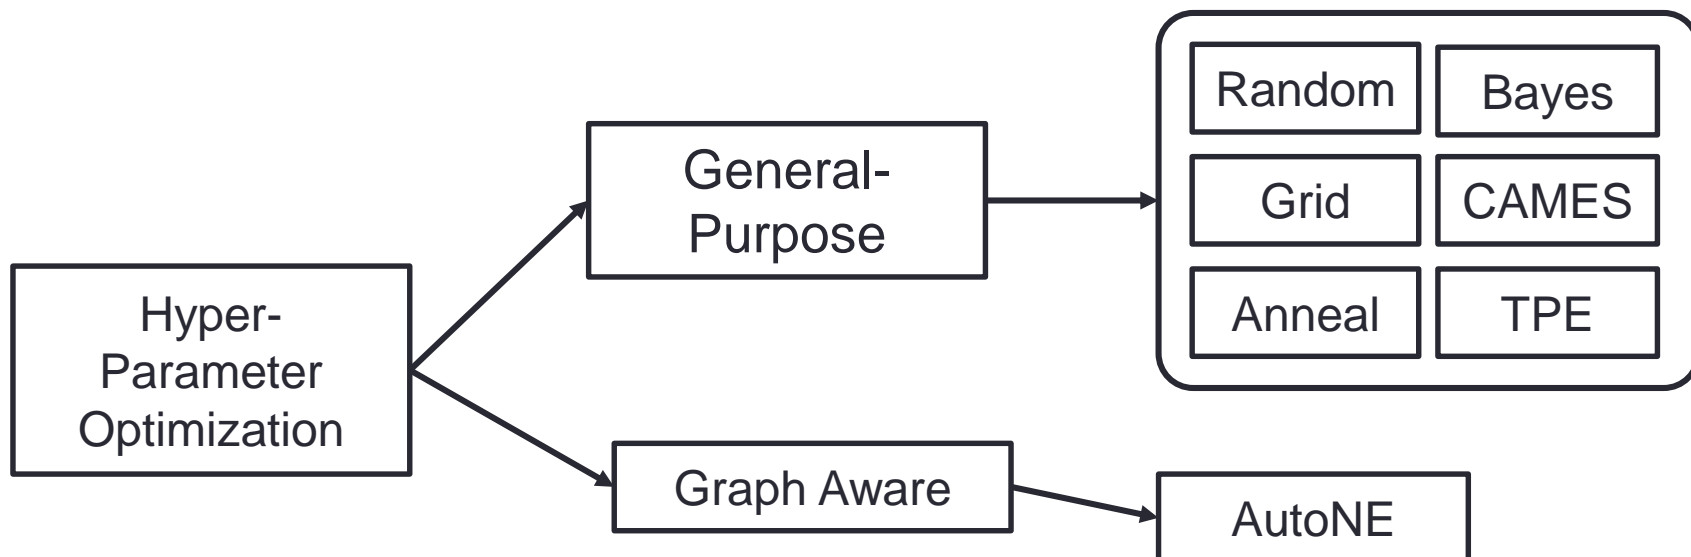 Hyper-
Parameter
Optimization
General-
Purpose
Random
Bayes
Grid
CAMES
Anneal
TPE
Graph Aware
AutoNE